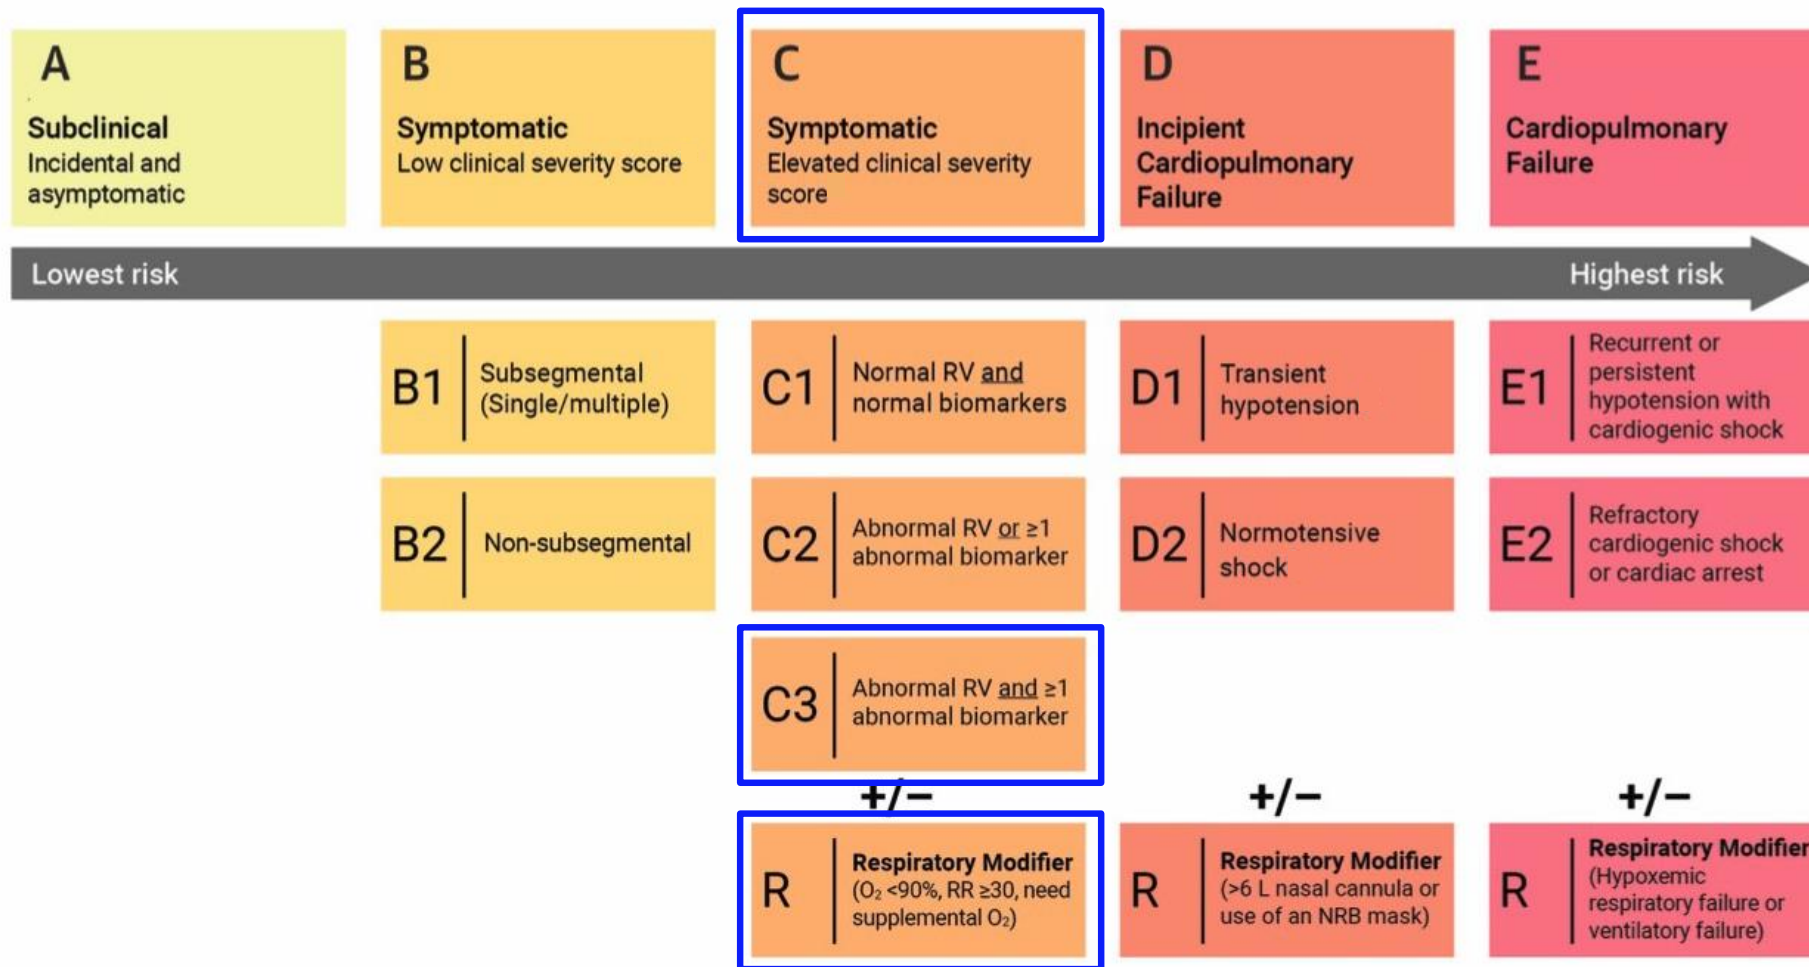 A
Subclinical
Incidental and
asymptomatic
B
Symptomatic
Low clinical severity score
C
Symptomatic
Elevated clinical severity
score
D
Incipient
Cardiopulmonary
Failure
E
Cardiopulmonary
Failure
Lowest risk
Highest risk
B1
Subsegmental
(Single/multiple)
C1
Normal RV and
normal biomarkers
D1
Transient
hypotension
E1
Recurrent or
persistent
hypotension with
cardiogenic shock
B2
Non-subsegmental
C2
Abnormal RV or ≥1
abnormal biomarker
D2
Normotensive
shock
E2
Refractory
cardiogenic shock
or cardiac arrest
C3
Abnormal RV and ≥1
abnormal biomarker
+/−
+/−
+/−
R
Respiratory Modifier
(O₂ <90%, RR ≥30, need
supplemental O₂)
R
Respiratory Modifier
(>6 L nasal cannula or
use of an NRB mask)
R
Respiratory Modifier
(Hypoxemic
respiratory failure or
ventilatory failure)